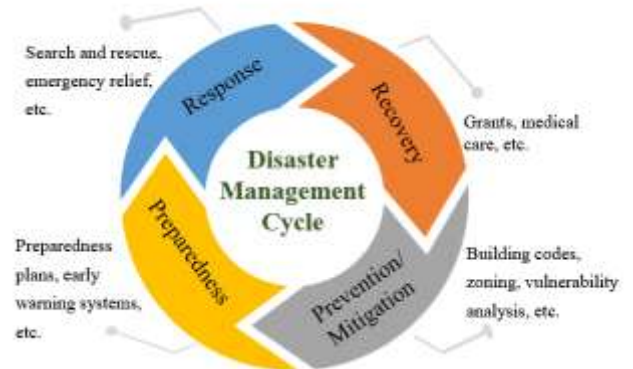 Search and rescue,
emergency relief,
etc.
Response
Recovery
Grants, medical
care, etc.
Disaster
Management
Cycle
Preparedness
Preparedness
plans, early
warning systems,
etc.
Prevention/
Mitigation
Building codes,
zoning, vulnerability
analysis, etc.